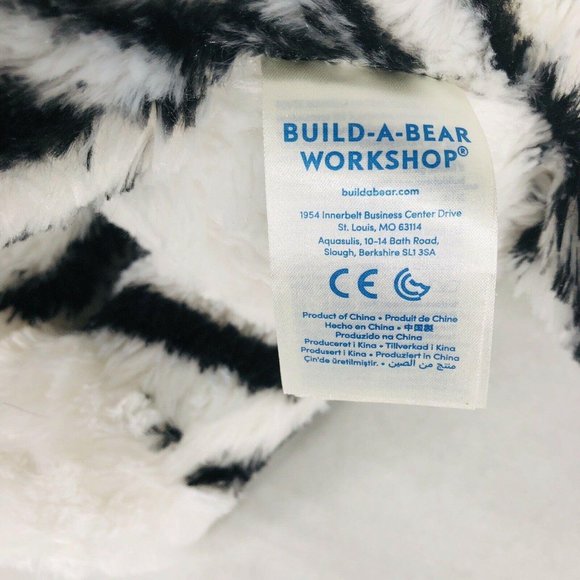 BUILD-A-BEAR
WORKSHOP®
buildabear.com
1954 Innerbelt Business Center Drive
St. Louis, MO 63114
Aquasulis, 10-14 Bath Road,
Slough, Berkshire SL1 3SA
CE
Product of China • Produit de Chine
Hecho en China • 中国製
Produzido na China
Produceret i Kina • Tillverkad i Kina
Produsert i Kina • Produziert in China
Çin'de üretilmiştir. • منتج من الصين